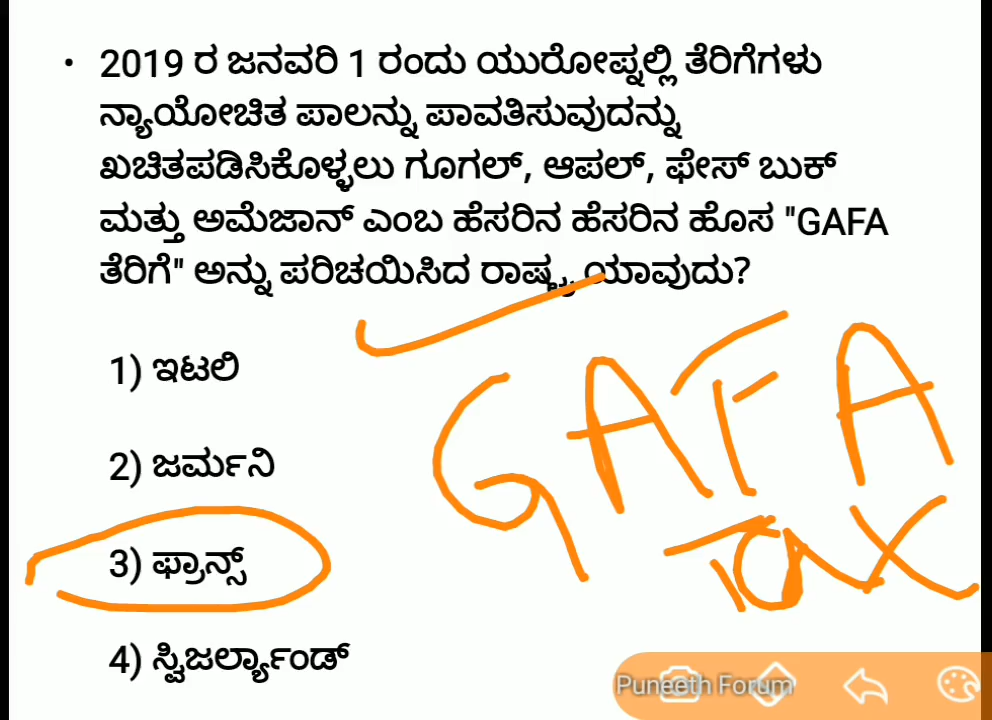 • 2019 ರ ಜನವರಿ 1 ರಂದು ಯುರೋಪ್ನಲ್ಲಿ ತೆರಿಗೆಗಳು
ನ್ಯಾಯೋಚಿತ ಪಾಲನ್ನು ಪಾವತಿಸುವುದನ್ನು
ಖಚಿತಪಡಿಸಿಕೊಳ್ಳಲು ಗೂಗಲ್, ಆಪಲ್, ಫೇಸ್ ಬುಕ್
ಮತ್ತು ಅಮೆಜಾನ್ ಎಂಬ ಹೆಸರಿನ ಹೆಸರಿನ ಹೊಸ "GAFA
ತೆರಿಗೆ" ಅನ್ನು ಪರಿಚಯಿಸಿದ ರಾಷ್ಟ್ರ ಯಾವುದು?
1) ಇಟಲಿ
GAFA
2) ಜರ್ಮನಿ
Tax
3) ಫ್ರಾನ್ಸ್
4) ಸ್ವಿಜರ್ಲ್ಯಾಂಡ್
Puneeth Forum